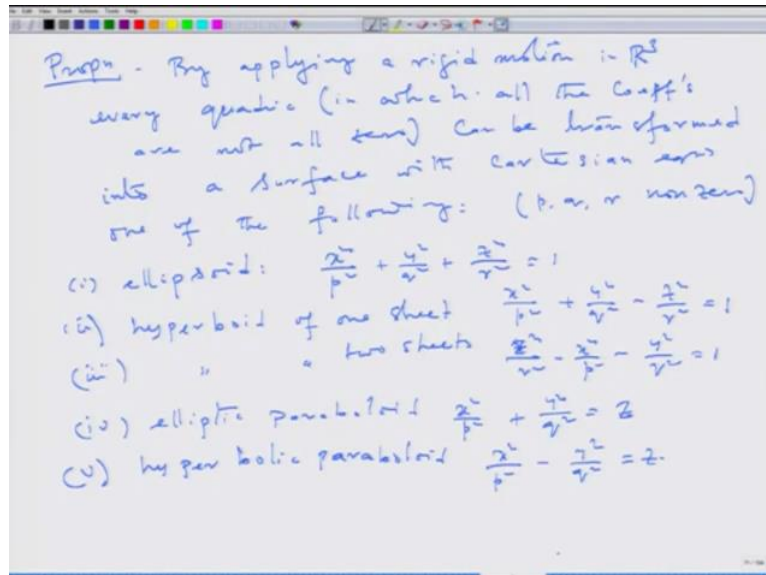 Propn - By applying a rigid motion in R³
every quadric (in which all the coeff's
are not all zero) can be transformed
into a surface with cartesian eqns
one of the following: (p, q, r non zero)
(i) ellipsoid: x²/p² + y²/q² + z²/r² = 1
(ii) hyperboid of one sheet x²/p² + y²/q² - z²/r² = 1
(iii) " " two sheets z²/r² - x²/p² - y²/q² = 1
(iv) elliptic paraboloid x²/p² + y²/q² = z
(v) hyperbolic paraboloid x²/p² - y²/q² = z.